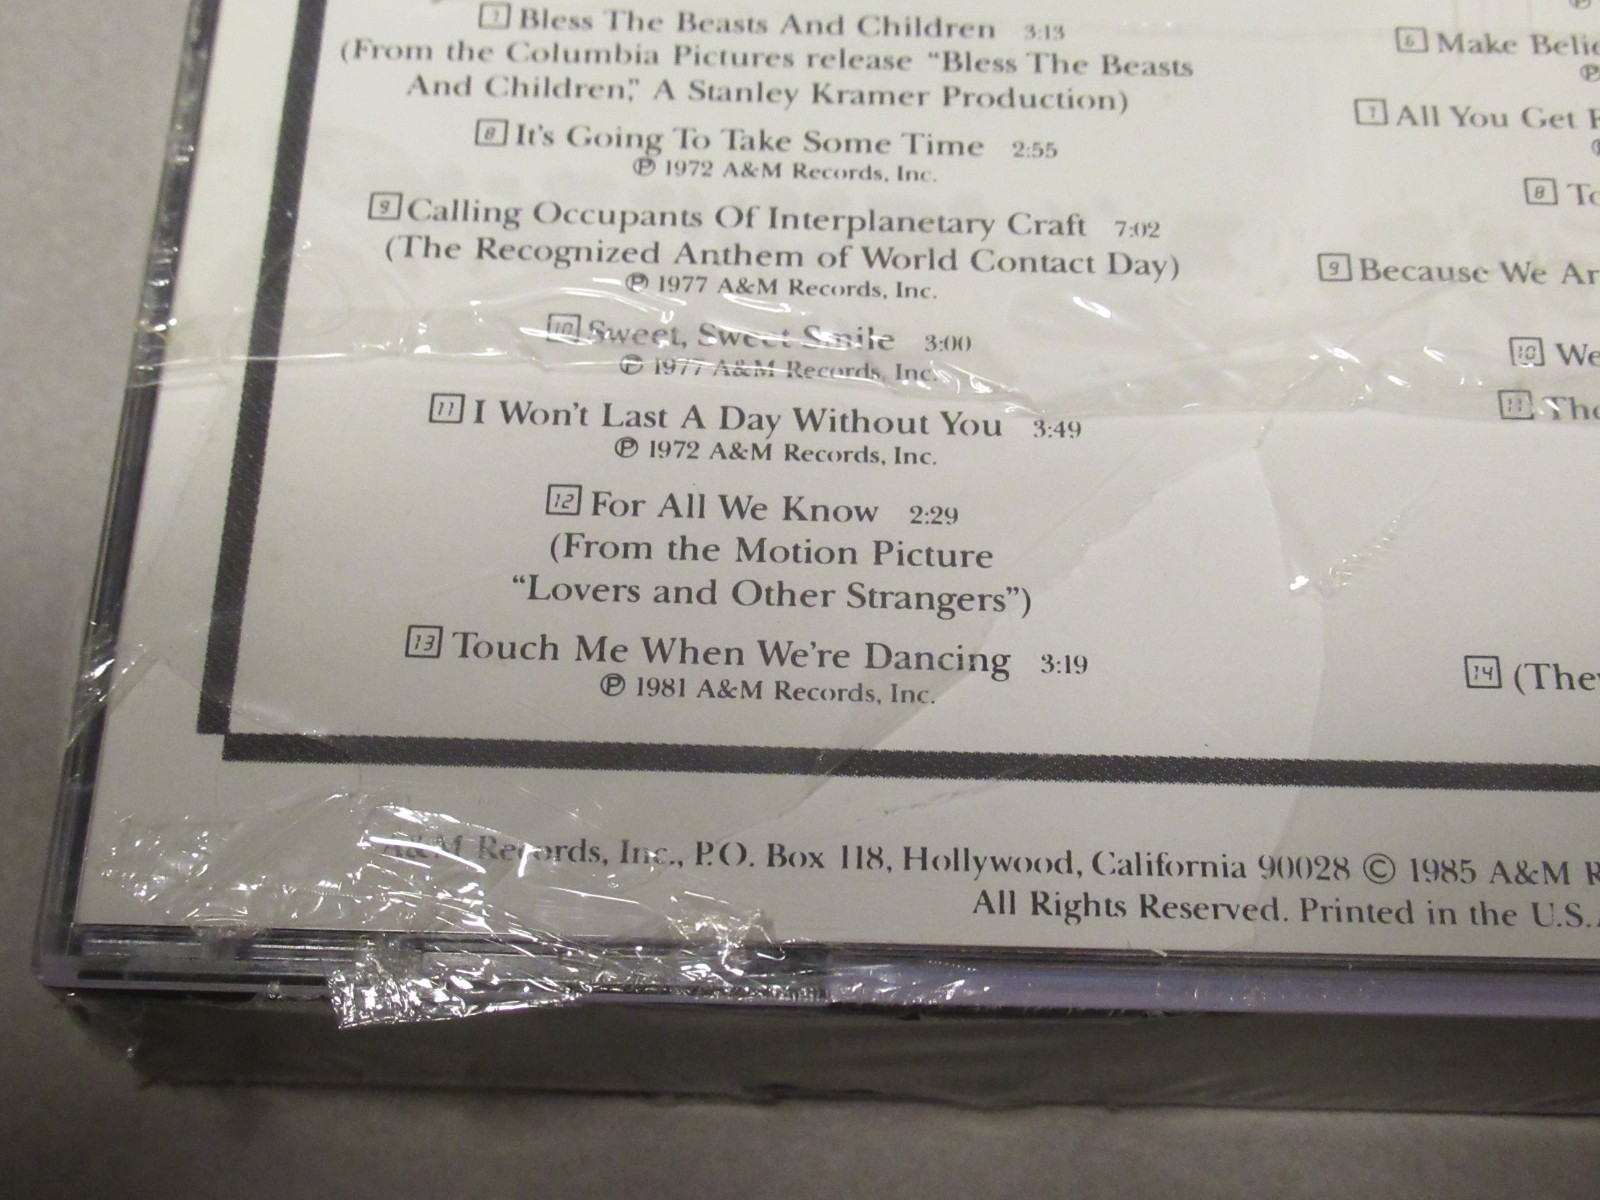 7 Bless The Beasts And Children 3:13
(From the Columbia Pictures release "Bless The Beasts
And Children," A Stanley Kramer Production)
8 It's Going To Take Some Time 2:55
℗ 1972 A&M Records, Inc.
9 Calling Occupants Of Interplanetary Craft 7:02
(The Recognized Anthem of World Contact Day)
℗ 1977 A&M Records, Inc.
10 Sweet, Sweet Smile 3:00
℗ 1977 A&M Records, Inc.
11 I Won't Last A Day Without You 3:49
℗ 1972 A&M Records, Inc.
12 For All We Know 2:29
(From the Motion Picture
"Lovers and Other Strangers")
13 Touch Me When We're Dancing 3:19
℗ 1981 A&M Records, Inc.
6 Make
℗
7 All You Get
8
9 Because We
10 We
11
14
A&M Records, Inc., P.O. Box 118, Hollywood, California 90028 © 1985 A&M
All Rights Reserved. Printed in the U.S.